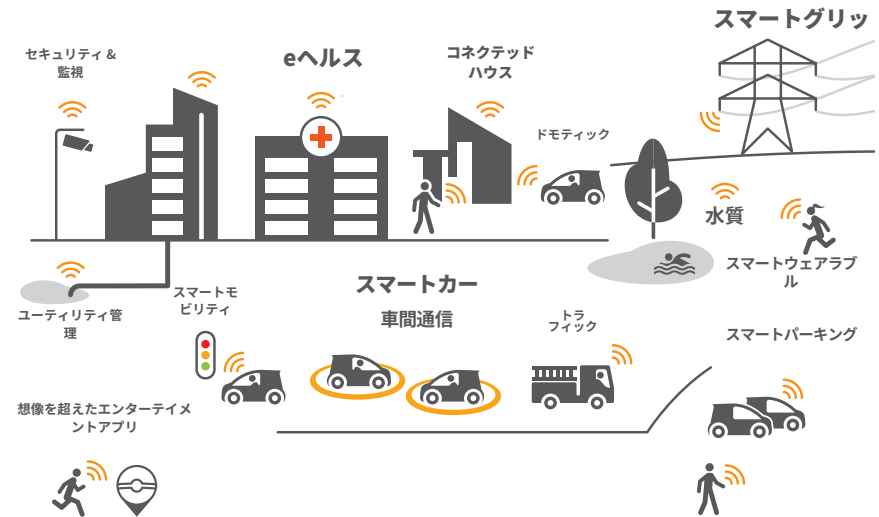 スマートグリッ
セキュリティ &
監視
eヘルス
コネクテッド
ハウス
ドモティック
水質
スマートウェアラブ
ル
ユーティリティ管
理
スマートモ
ビリティ
スマートカー
車間通信
トラ
フィック
スマートパーキング
想像を超えたエンターテイメ
ントアプリ